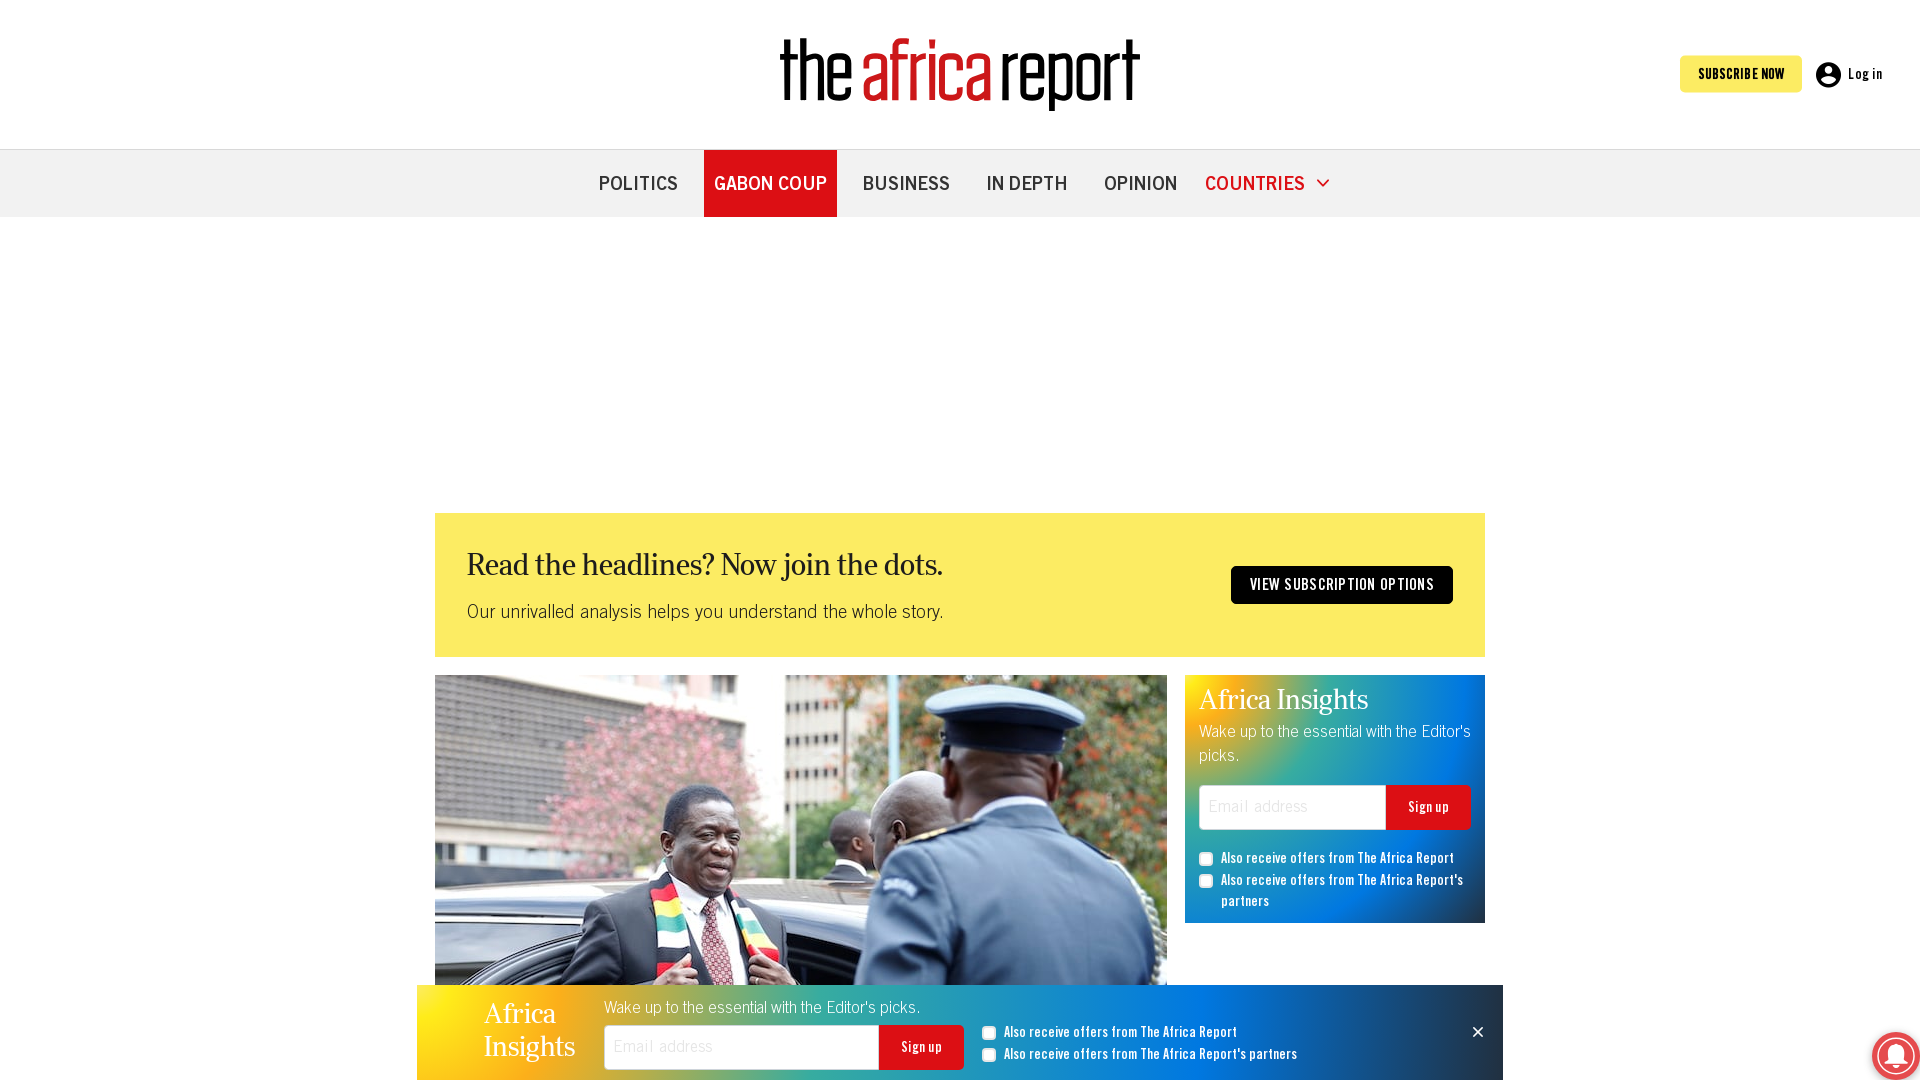 the africa report
SUBSCRIBE NOW
Log in
POLITICS
GABON COUP
BUSINESS
IN DEPTH
OPINION
COUNTRIES
Read the headlines? Now join the dots.
Our unrivalled analysis helps you understand the whole story.
VIEW SUBSCRIPTION OPTIONS
Africa Insights
Wake up to the essential with the Editor's
picks.
Email address
Sign up
Also receive offers from The Africa Report
Also receive offers from The Africa Report's
partners
Africa
Insights
Wake up to the essential with the Editor's picks.
Email address
Sign up
Also receive offers from The Africa Report
Also receive offers from The Africa Report's partners